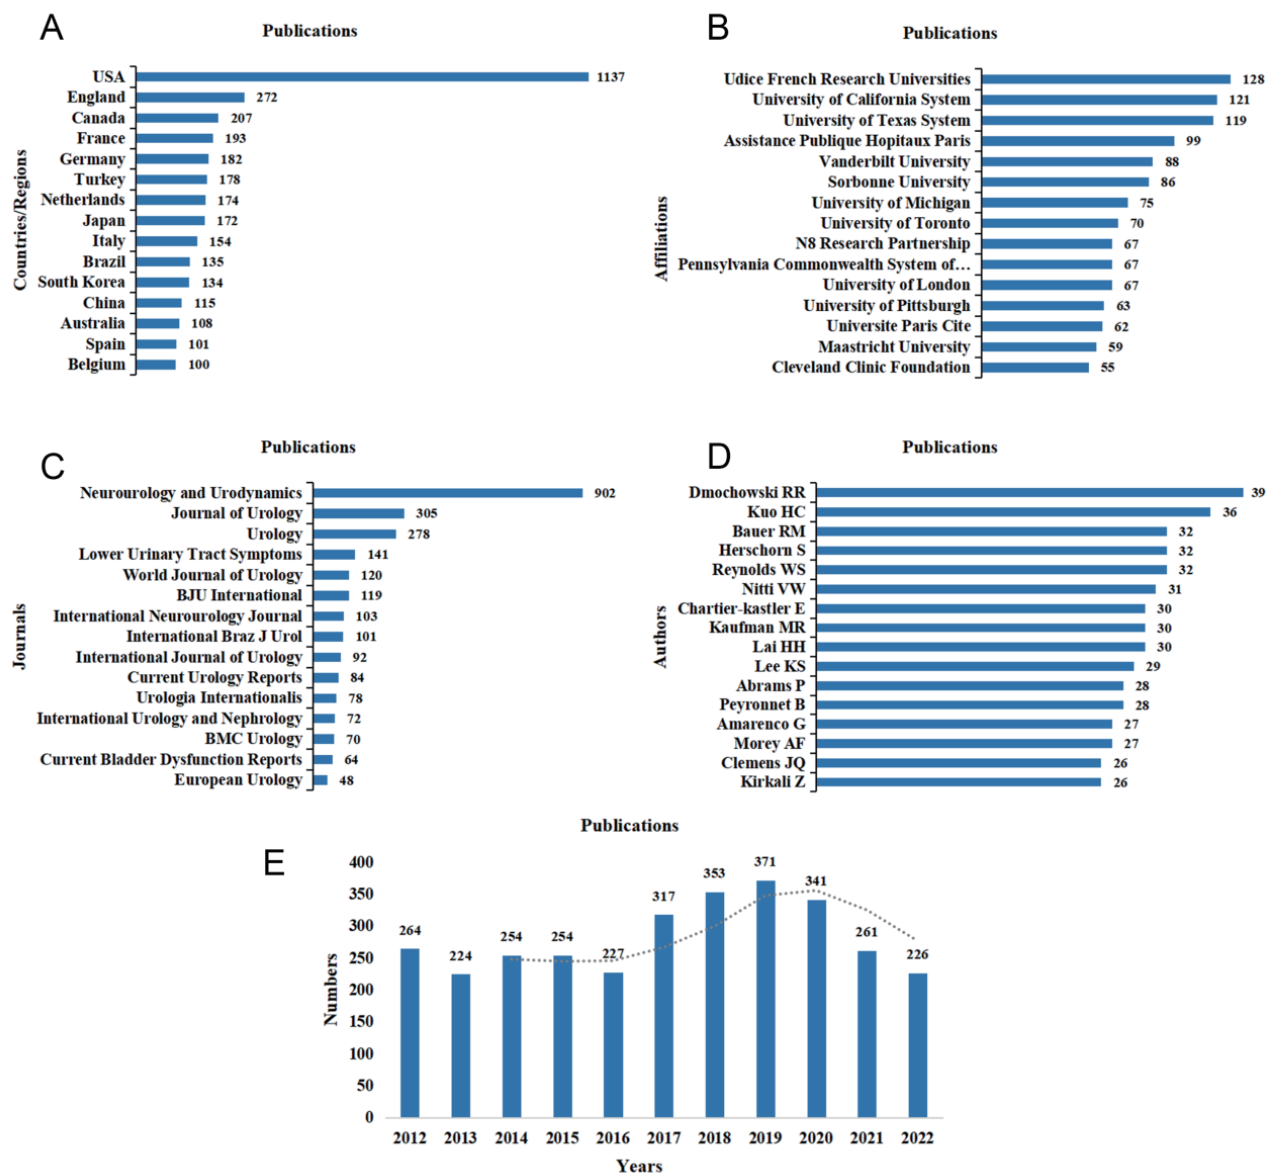 A
Publications
Countries/Regions
USA 1137
England 272
Canada 207
France 193
Germany 182
Turkey 178
Netherlands 174
Japan 172
Italy 154
Brazil 135
South Korea 134
China 115
Australia 108
Spain 101
Belgium 100
B
Publications
Affiliations
Udice French Research Universities 128
University of California System 121
University of Texas System 119
Assistance Publique Hopitaux Paris 99
Vanderbilt University 88
Sorbonne University 86
University of Michigan 75
University of Toronto 70
N8 Research Partnership 67
Pennsylvania Commonwealth System of… 67
University of London 67
University of Pittsburgh 63
Universite Paris Cite 62
Maastricht University 59
Cleveland Clinic Foundation 55
C
Publications
Journals
Neurourology and Urodynamics 902
Journal of Urology 305
Urology 278
Lower Urinary Tract Symptoms 141
World Journal of Urology 120
BJU International 119
International Neurourology Journal 103
International Braz J Urol 101
International Journal of Urology 92
Current Urology Reports 84
Urologia Internationalis 78
International Urology and Nephrology 72
BMC Urology 70
Current Bladder Dysfunction Reports 64
European Urology 48
D
Publications
Authors
Dmochowski RR 39
Kuo HC 36
Bauer RM 32
Herschorn S 32
Reynolds WS 32
Nitti VW 31
Chartier-kastler E 30
Kaufman MR 30
Lai HH 30
Lee KS 29
Abrams P 28
Peyronnet B 28
Amarenco G 27
Morey AF 27
Clemens JQ 26
Kirkali Z 26
E
Publications
Numbers
400
350
300
250
200
150
100
50
0
264 224 254 254 227 317 353 371 341 261 226
2012 2013 2014 2015 2016 2017 2018 2019 2020 2021 2022
Years